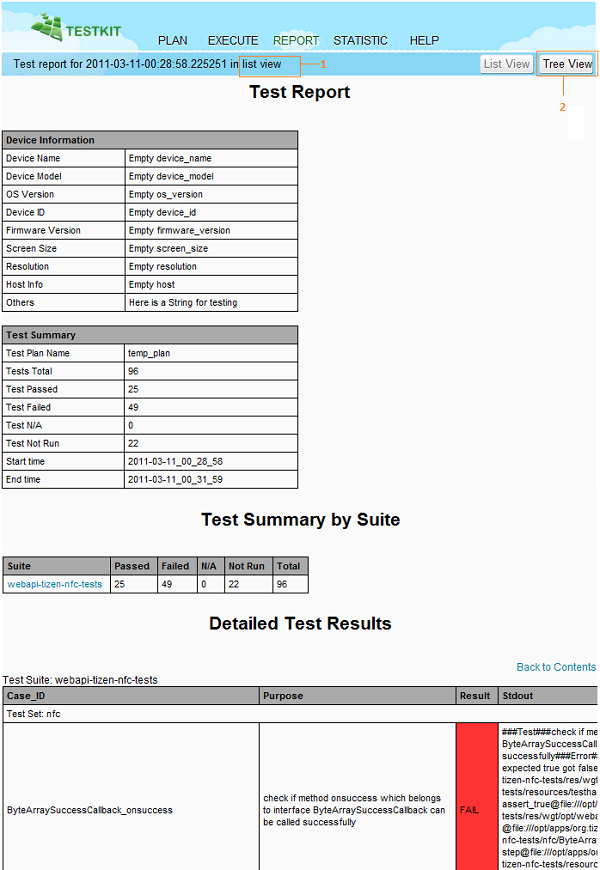 TESTKIT
PLAN EXECUTE REPORT STATISTIC HELP
Test report for 2011-03-11-00:28:58.225251 in list view 1 List View Tree View
2
Test Report
Device Information
Device Name Empty device_name
Device Model Empty device_model
OS Version Empty os_version
Device ID Empty device_id
Firmware Version Empty firmware_version
Screen Size Empty screen_size
Resolution Empty resolution
Host Info Empty host
Others Here is a String for testing
Test Summary
Test Plan Name temp_plan
Tests Total 96
Test Passed 25
Test Failed 49
Test N/A 0
Test Not Run 22
Start time 2011-03-11_00_28_58
End time 2011-03-11_00_31_59
Test Summary by Suite
Suite Passed Failed N/A Not Run Total
webapi-tizen-nfc-tests 25 49 0 22 96
Detailed Test Results
Back to Contents
Test Suite: webapi-tizen-nfc-tests
Case_ID Purpose Result Stdout
Test Set: nfc
ByteArraySuccessCallback_onsuccess
check if method onsuccess which belongs
to interface ByteArraySuccessCallback can
be called successfully
FAIL
###Test###check if me
ByteArraySuccessCall
successfully###Error#
expected true got false
tizen-nfc-tests/res/wgt
tests/resources/testha
assert_true@file:///opt/
tests/res/wgt/opt/weba
@file:///opt/apps/org.tiz
nfc-tests/nfc/ByteArra
step@file:///opt/apps/or
tizen-nfc-tests/resourc